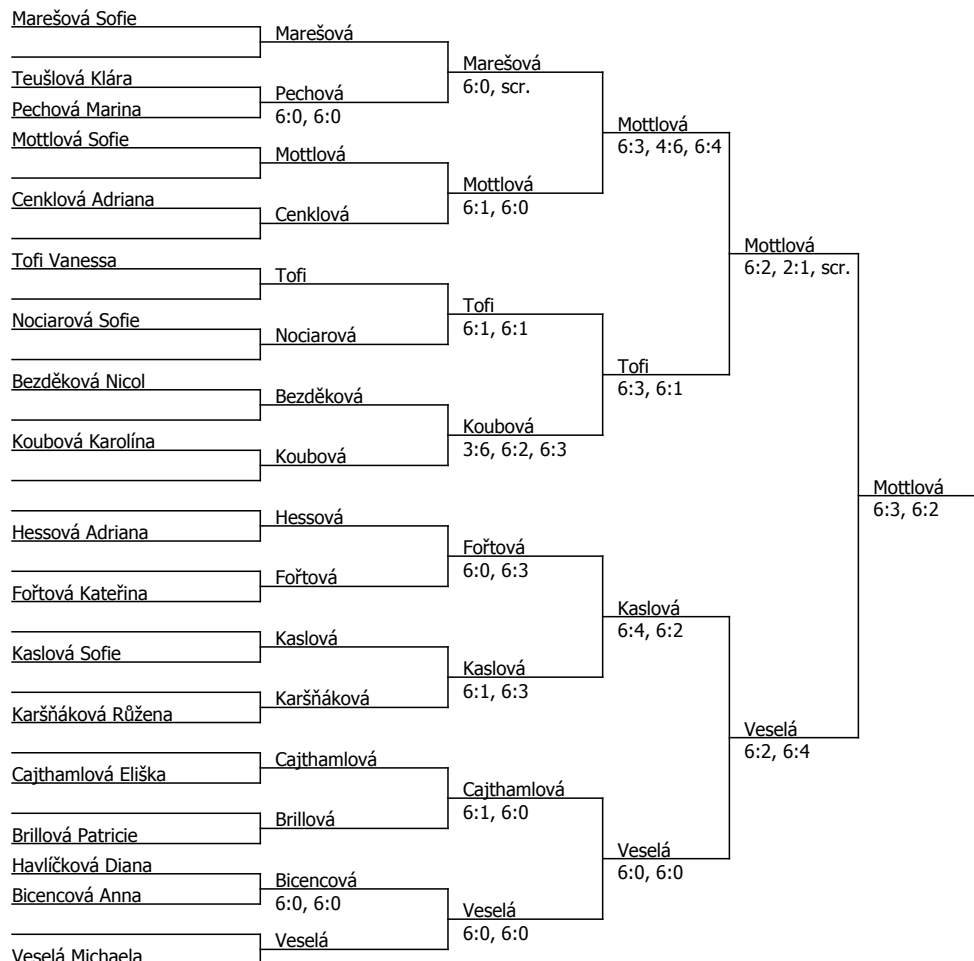 Marešová Sofie
Marešová
Marešová
6:0, scr.
Teušlová Klára
Pechová
6:0, 6:0
Pechová Marina
Mottlová
6:3, 4:6, 6:4
Mottlová Sofie
Mottlová
Mottlová
6:1, 6:0
Cenklová Adriana
Cenklová
Mottlová
6:2, 2:1, scr.
Tofi Vanessa
Tofi
Tofi
6:1, 6:1
Nociarová Sofie
Nociarová
Tofi
6:3, 6:1
Bezděková Nicol
Bezděková
Koubová
3:6, 6:2, 6:3
Koubová Karolína
Koubová
Mottlová
6:3, 6:2
Hessová
Hessová Adriana
Fořtová
6:0, 6:3
Fořtová
Fořtová Kateřina
Kaslová
6:4, 6:2
Kaslová
Kaslová Sofie
Kaslová
6:1, 6:3
Karšňáková
Karšňáková Růžena
Veselá
6:2, 6:4
Cajthamlová
Cajthamlová Eliška
Cajthamlová
6:1, 6:0
Brillová
Brillová Patricie
Veselá
6:0, 6:0
Havlíčková Diana
Bicencová
6:0, 6:0
Bicencová Anna
Veselá
6:0, 6:0
Veselá
Veselá Michaela